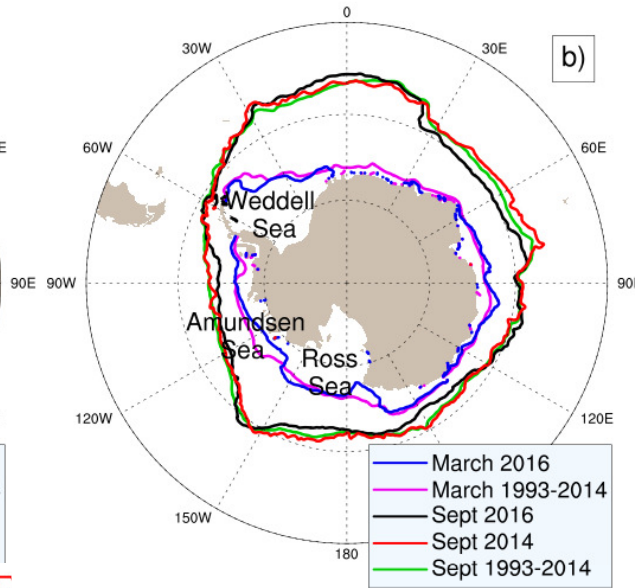 0
30W
30E
b)
60W
60E
E
Weddell
Sea
90E
90W
90
Amundsen
Sea
Ross
Sea
120W
120E
150W
180
March 2016
March 1993-2014
Sept 2016
Sept 2014
Sept 1993-2014